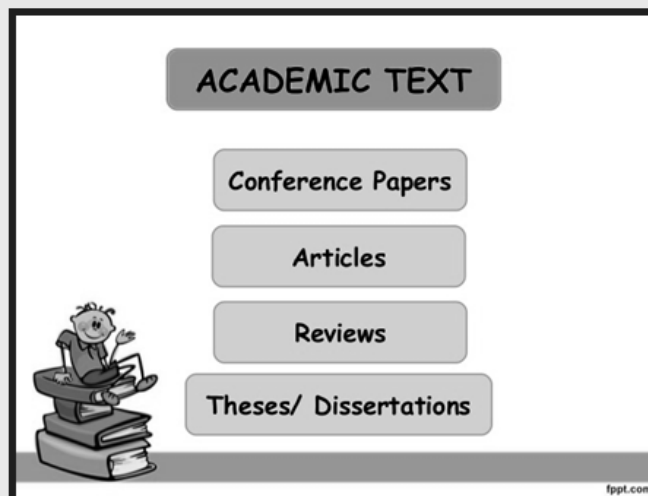 ACADEMIC TEXT
Conference Papers
Articles
Reviews
Theses/ Dissertations
fppt.com